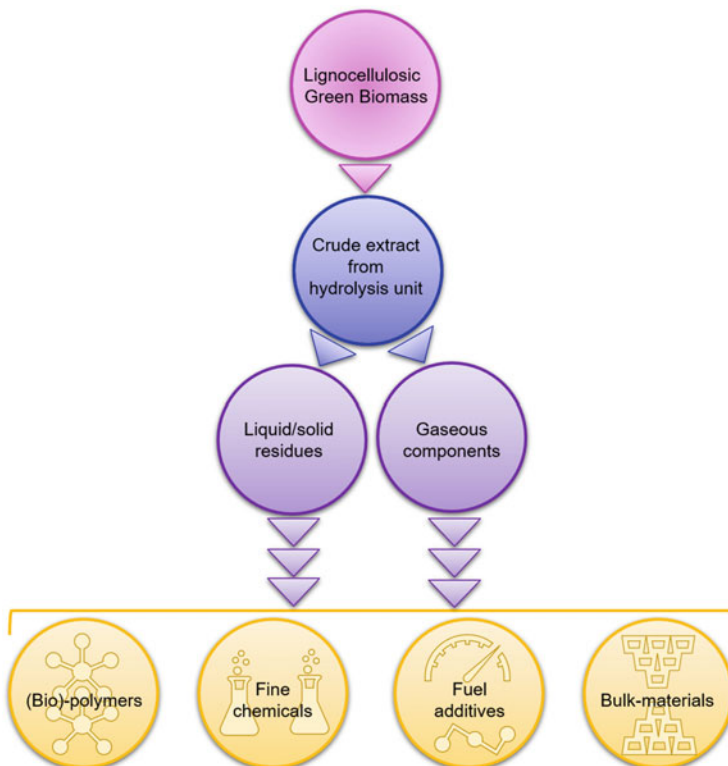 Lignocellulosic
Green Biomass
Crude extract
from
hydrolysis unit
Liquid/solid
residues
Gaseous
components
(Bio)-polymers
Fine
chemicals
Fuel
additives
Bulk-materials